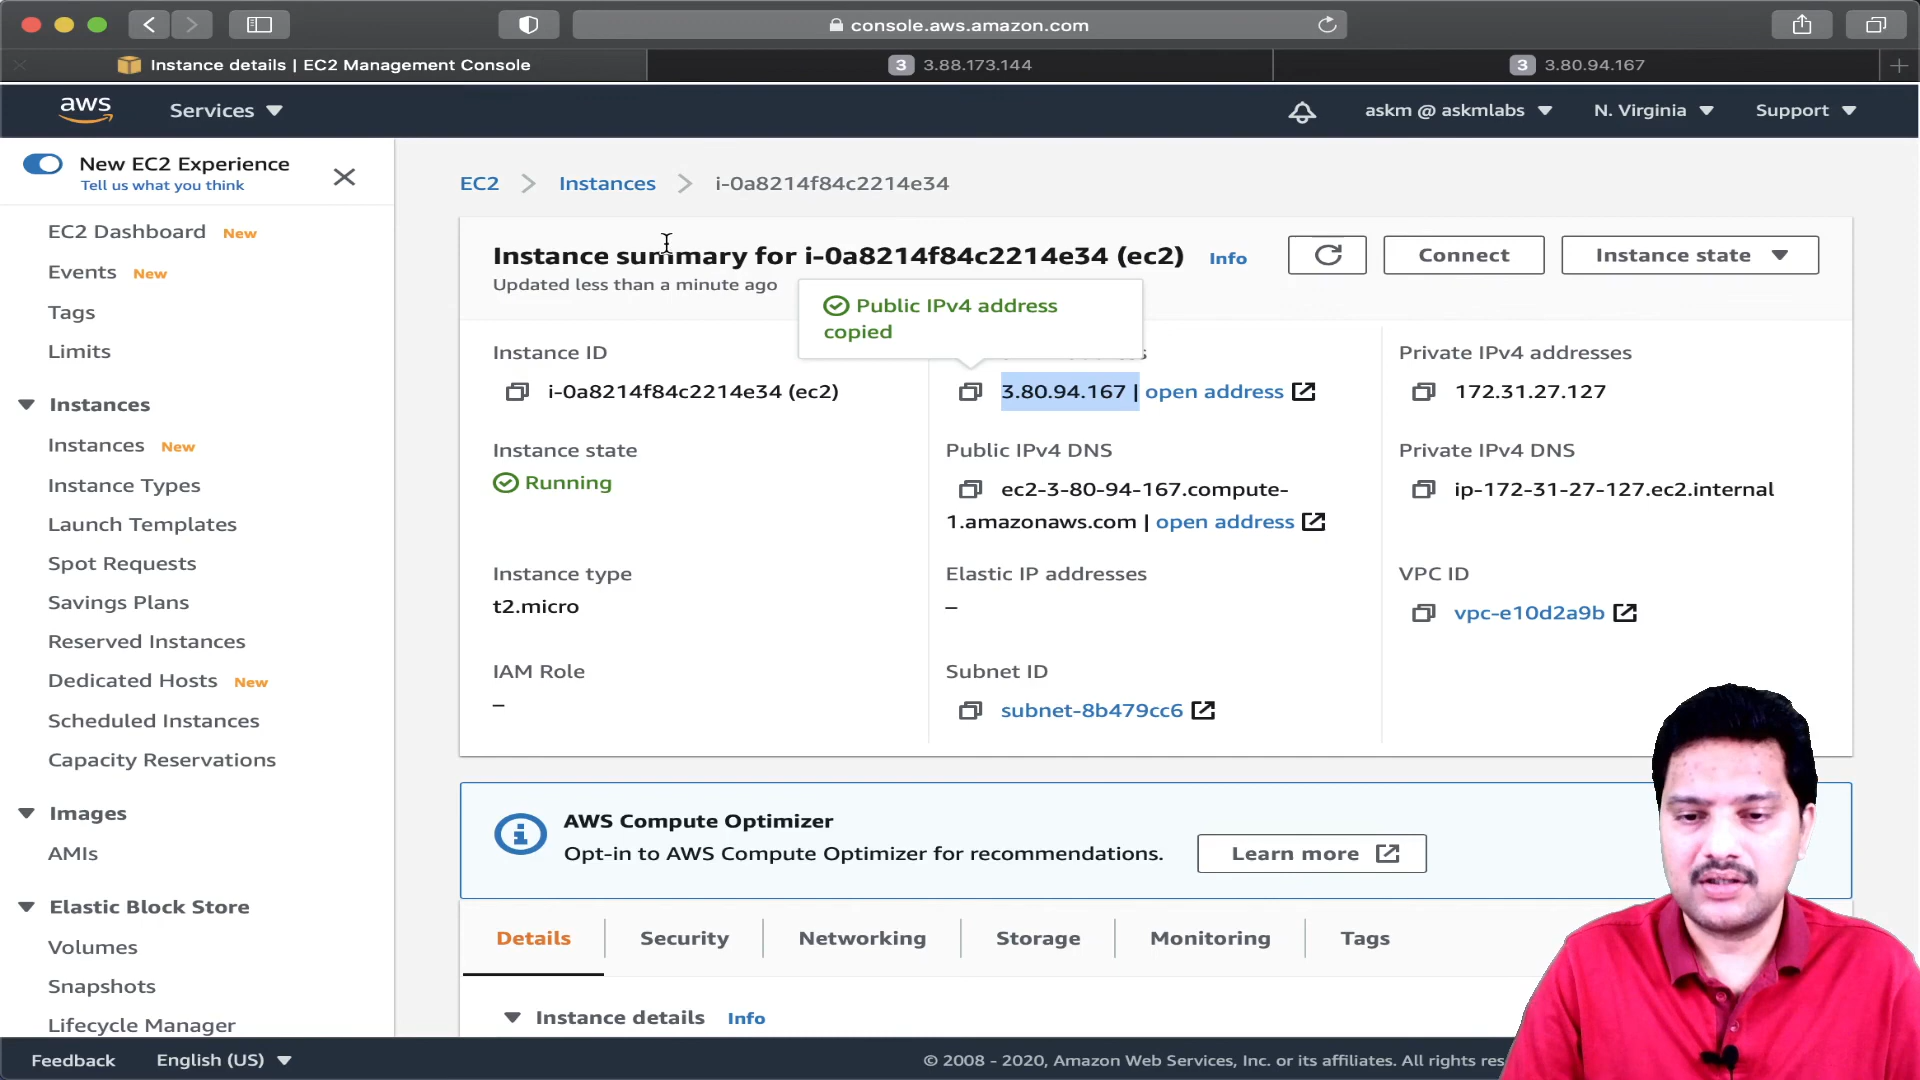 console.aws.amazon.com
Instance details | EC2 Management Console
3 3.88.173.144
3 3.80.94.167
aws
Services
askm @ askmlabs
N. Virginia
Support
New EC2 Experience
Tell us what you think
EC2 Dashboard New
Events New
Tags
Limits
Instances
Instances New
Instance Types
Launch Templates
Spot Requests
Savings Plans
Reserved Instances
Dedicated Hosts New
Scheduled Instances
Capacity Reservations
Images
AMIs
Elastic Block Store
Volumes
Snapshots
Lifecycle Manager
EC2 > Instances > i-0a8214f84c2214e34
Instance summary for i-0a8214f84c2214e34 (ec2) Info
Updated less than a minute ago
Connect
Instance state
Public IPv4 address
copied
Instance ID
i-0a8214f84c2214e34 (ec2)
3.80.94.167 | open address
Private IPv4 addresses
172.31.27.127
Instance state
Running
Public IPv4 DNS
ec2-3-80-94-167.compute-
1.amazonaws.com | open address
Private IPv4 DNS
ip-172-31-27-127.ec2.internal
Instance type
t2.micro
Elastic IP addresses
–
VPC ID
vpc-e10d2a9b
IAM Role
–
Subnet ID
subnet-8b479cc6
AWS Compute Optimizer
Opt-in to AWS Compute Optimizer for recommendations.
Learn more
Details
Security
Networking
Storage
Monitoring
Tags
Instance details Info
Feedback
English (US)
© 2008 - 2020, Amazon Web Services, Inc. or its affiliates. All rights